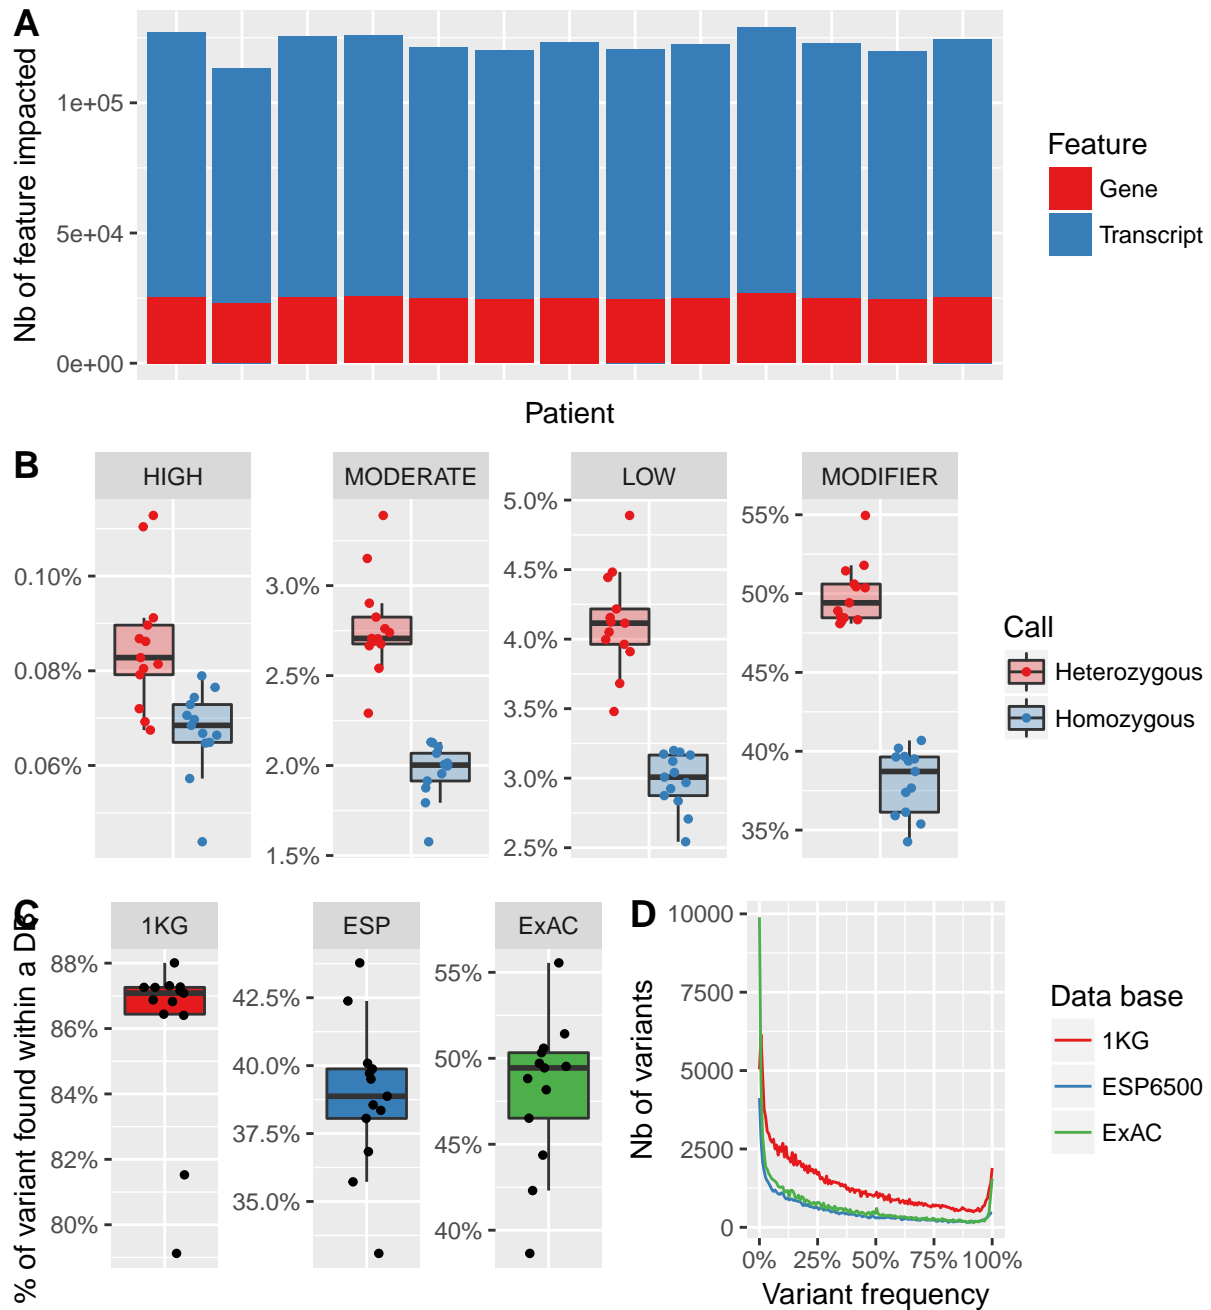 A
Nb of feature impacted
1e+05
5e+04
0e+00
Patient
Feature
Gene
Transcript
B
HIGH
MODERATE
LOW
MODIFIER
0.10%
0.08%
0.06%
3.0%
2.5%
2.0%
1.5%
5.0%
4.5%
4.0%
3.5%
3.0%
2.5%
55%
50%
45%
40%
35%
Call
Heterozygous
Homozygous
C
% of variant found within a DB
1KG
ESP
ExAC
88%
86%
84%
82%
80%
42.5%
40.0%
37.5%
35.0%
55%
50%
45%
40%
D
Nb of variants
10000
7500
5000
2500
0
0%
25%
50%
75%
100%
Variant frequency
Data base
1KG
ESP6500
ExAC